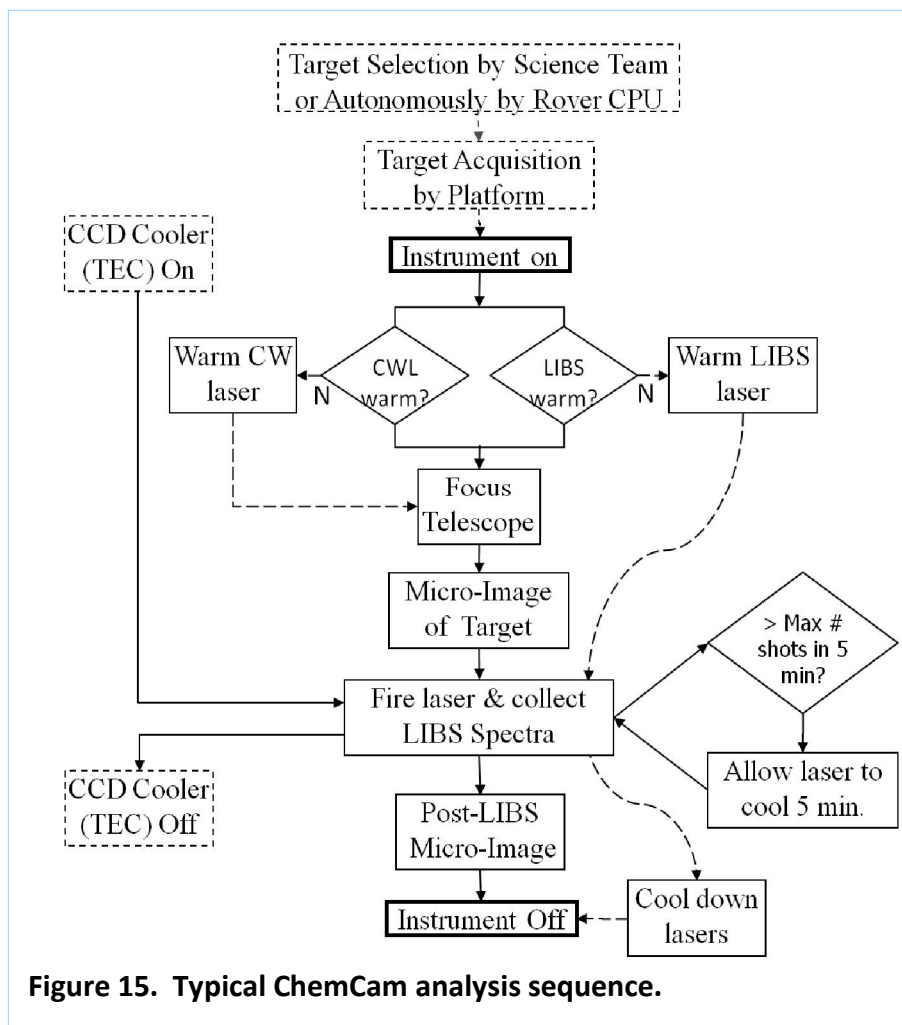 Target Selection by Science Team
or Autonomously by Rover CPU
Target Acquisition
by Platform
CCD Cooler
(TEC) On
Instrument on
Warm CW
laser
N
CWL
warm?
LIBS
warm?
N
Warm LIBS
laser
Focus
Telescope
Micro-Image
of Target
> Max #
shots in 5
min?
Fire laser & collect
LIBS Spectra
Allow laser to
cool 5 min.
CCD Cooler
(TEC) Off
Post-LIBS
Micro-Image
Cool down
lasers
Instrument Off
Figure 15. Typical ChemCam analysis sequence.